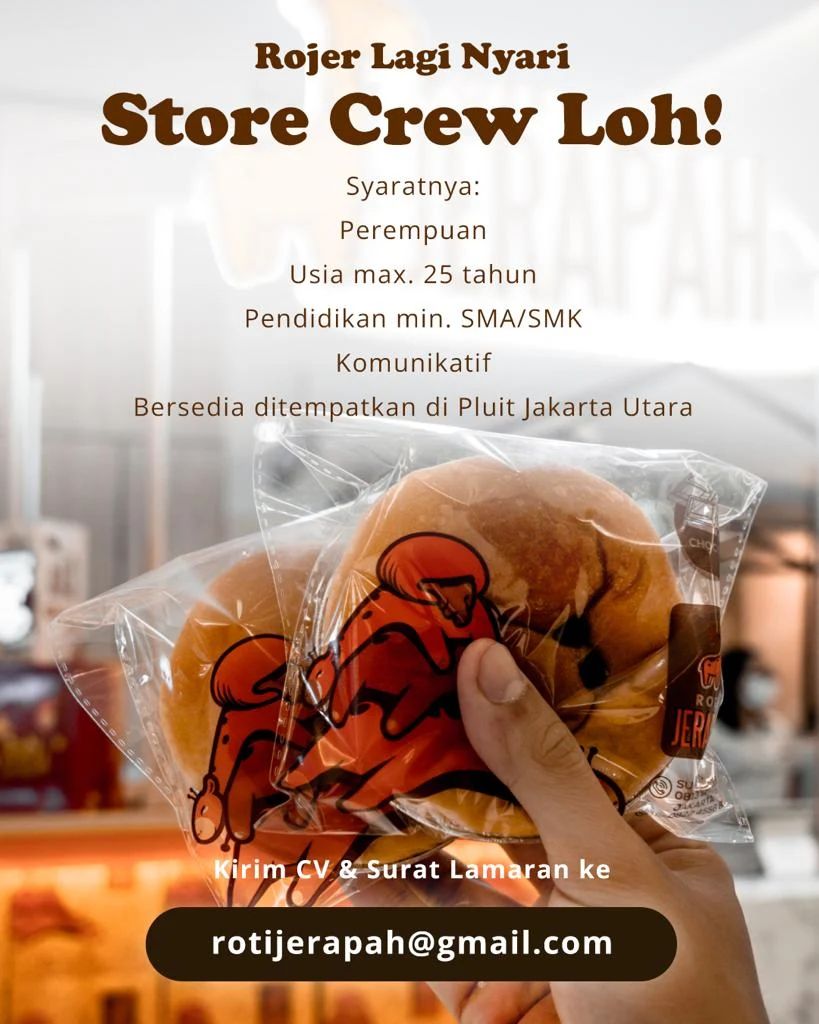 Rojer Lagi Nyari
Store Crew Loh!
Syaratnya:
Perempuan
Usia max. 25 tahun
Pendidikan min. SMA/SMK
Komunikatif
Bersedia ditempatkan di Pluit Jakarta Utara
Kirim CV & Surat Lamaran ke
rotijerapah@gmail.com